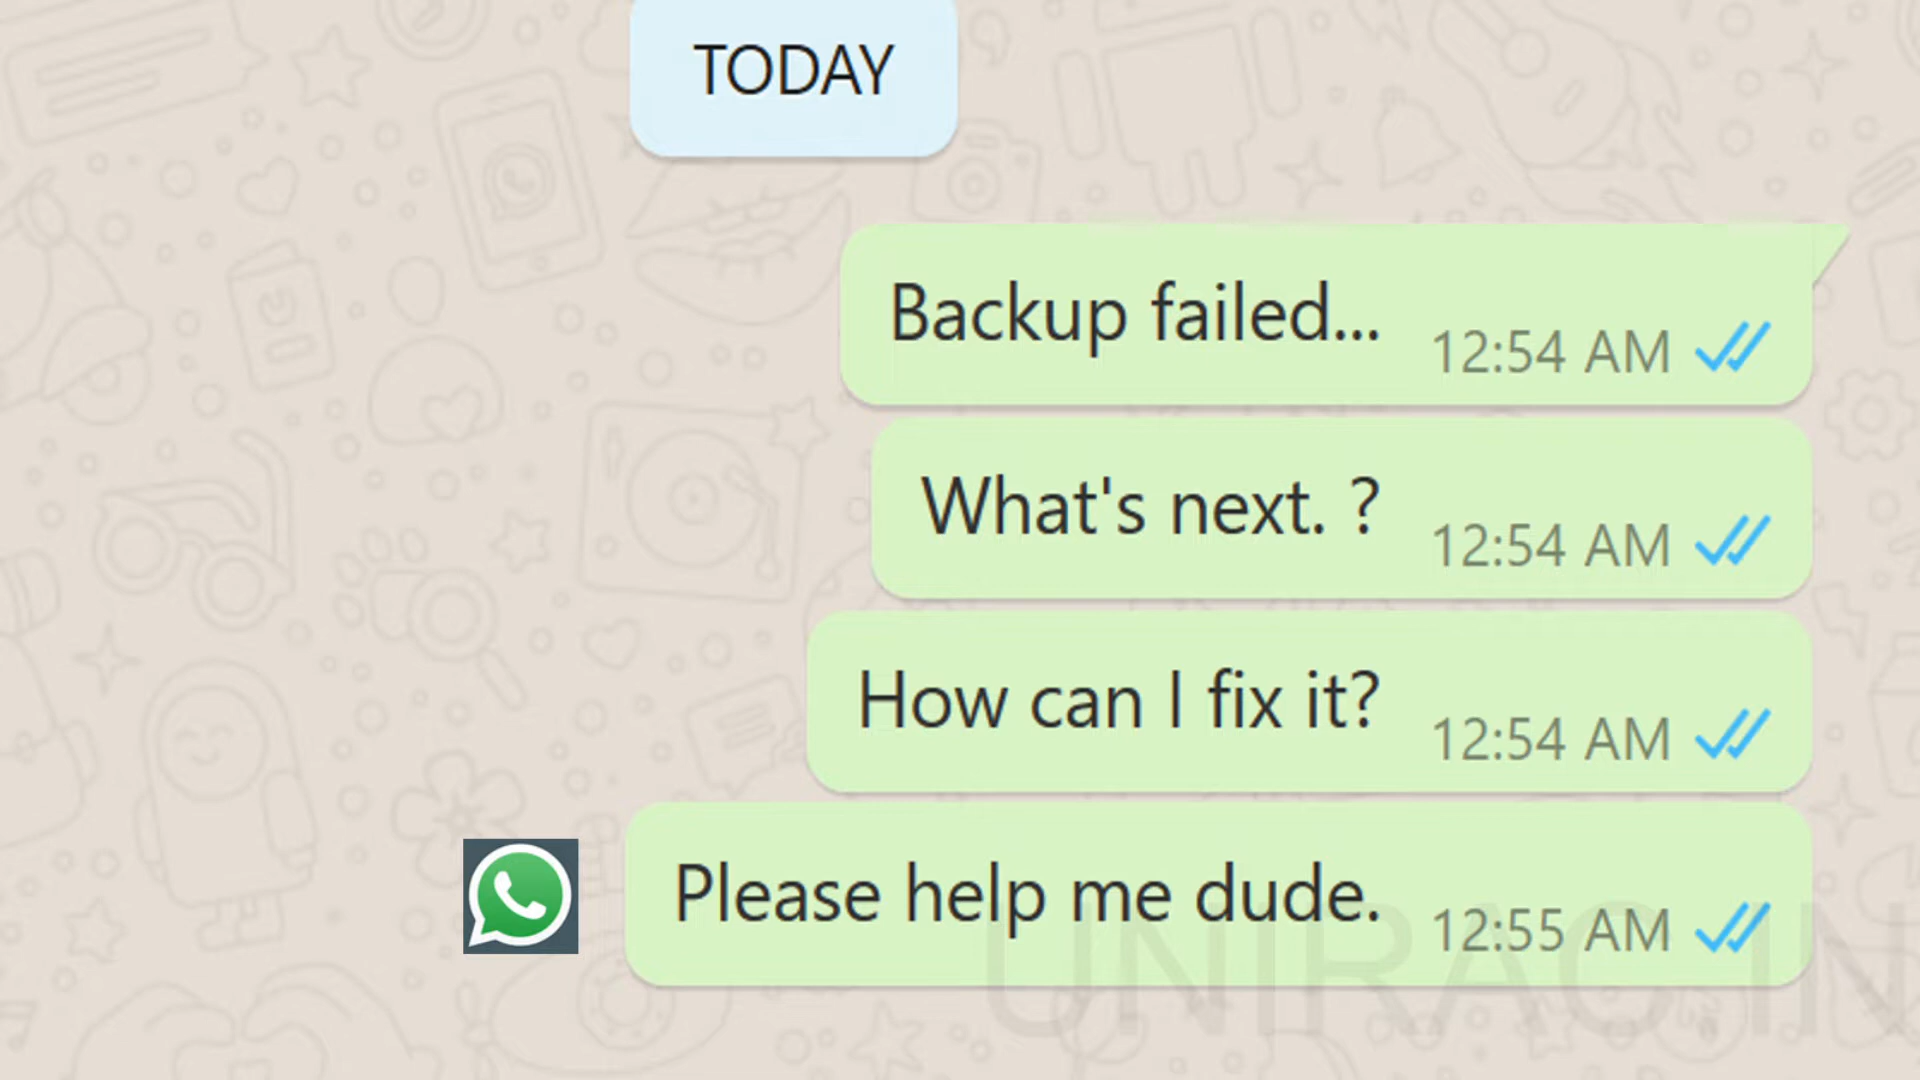 TODAY
Backup failed... 12:54 AM
What's next. ? 12:54 AM
How can I fix it? 12:54 AM
Please help me dude. 12:55 AM